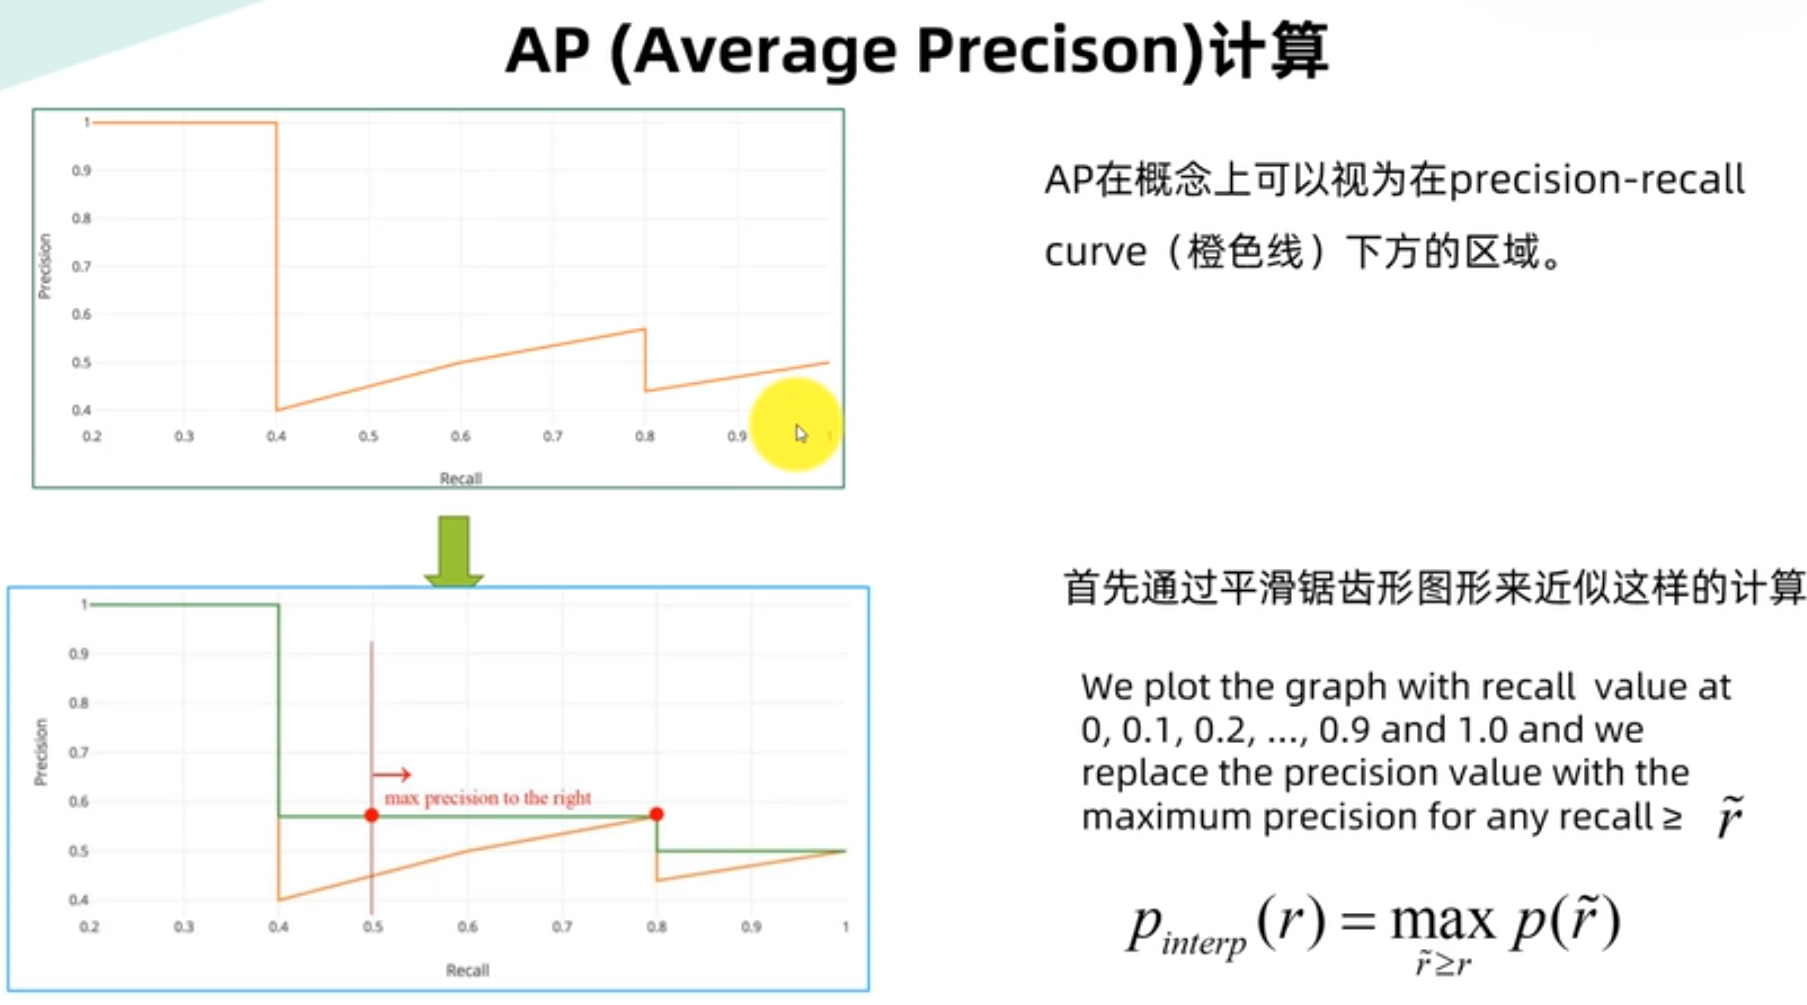 AP (Average Precison)计算
1
0.9
0.8
0.7
0.6
0.5
0.4
Precision
0.2 0.3 0.4 0.5 0.6 0.7 0.8 0.9 1
Recall
AP在概念上可以视为在precision-recall
curve（橙色线）下方的区域。
1
0.9
0.8
0.7
0.6
0.5
0.4
Precision
max precision to the right
0.2 0.3 0.4 0.5 0.6 0.7 0.8 0.9 1
Recall
首先通过平滑锯齿形图形来近似这样的计算
We plot the graph with recall value at
0, 0.1, 0.2, ..., 0.9 and 1.0 and we
replace the precision value with the
maximum precision for any recall ≥ r̃
p_interp (r) = max p(r̃)
r̃≥r